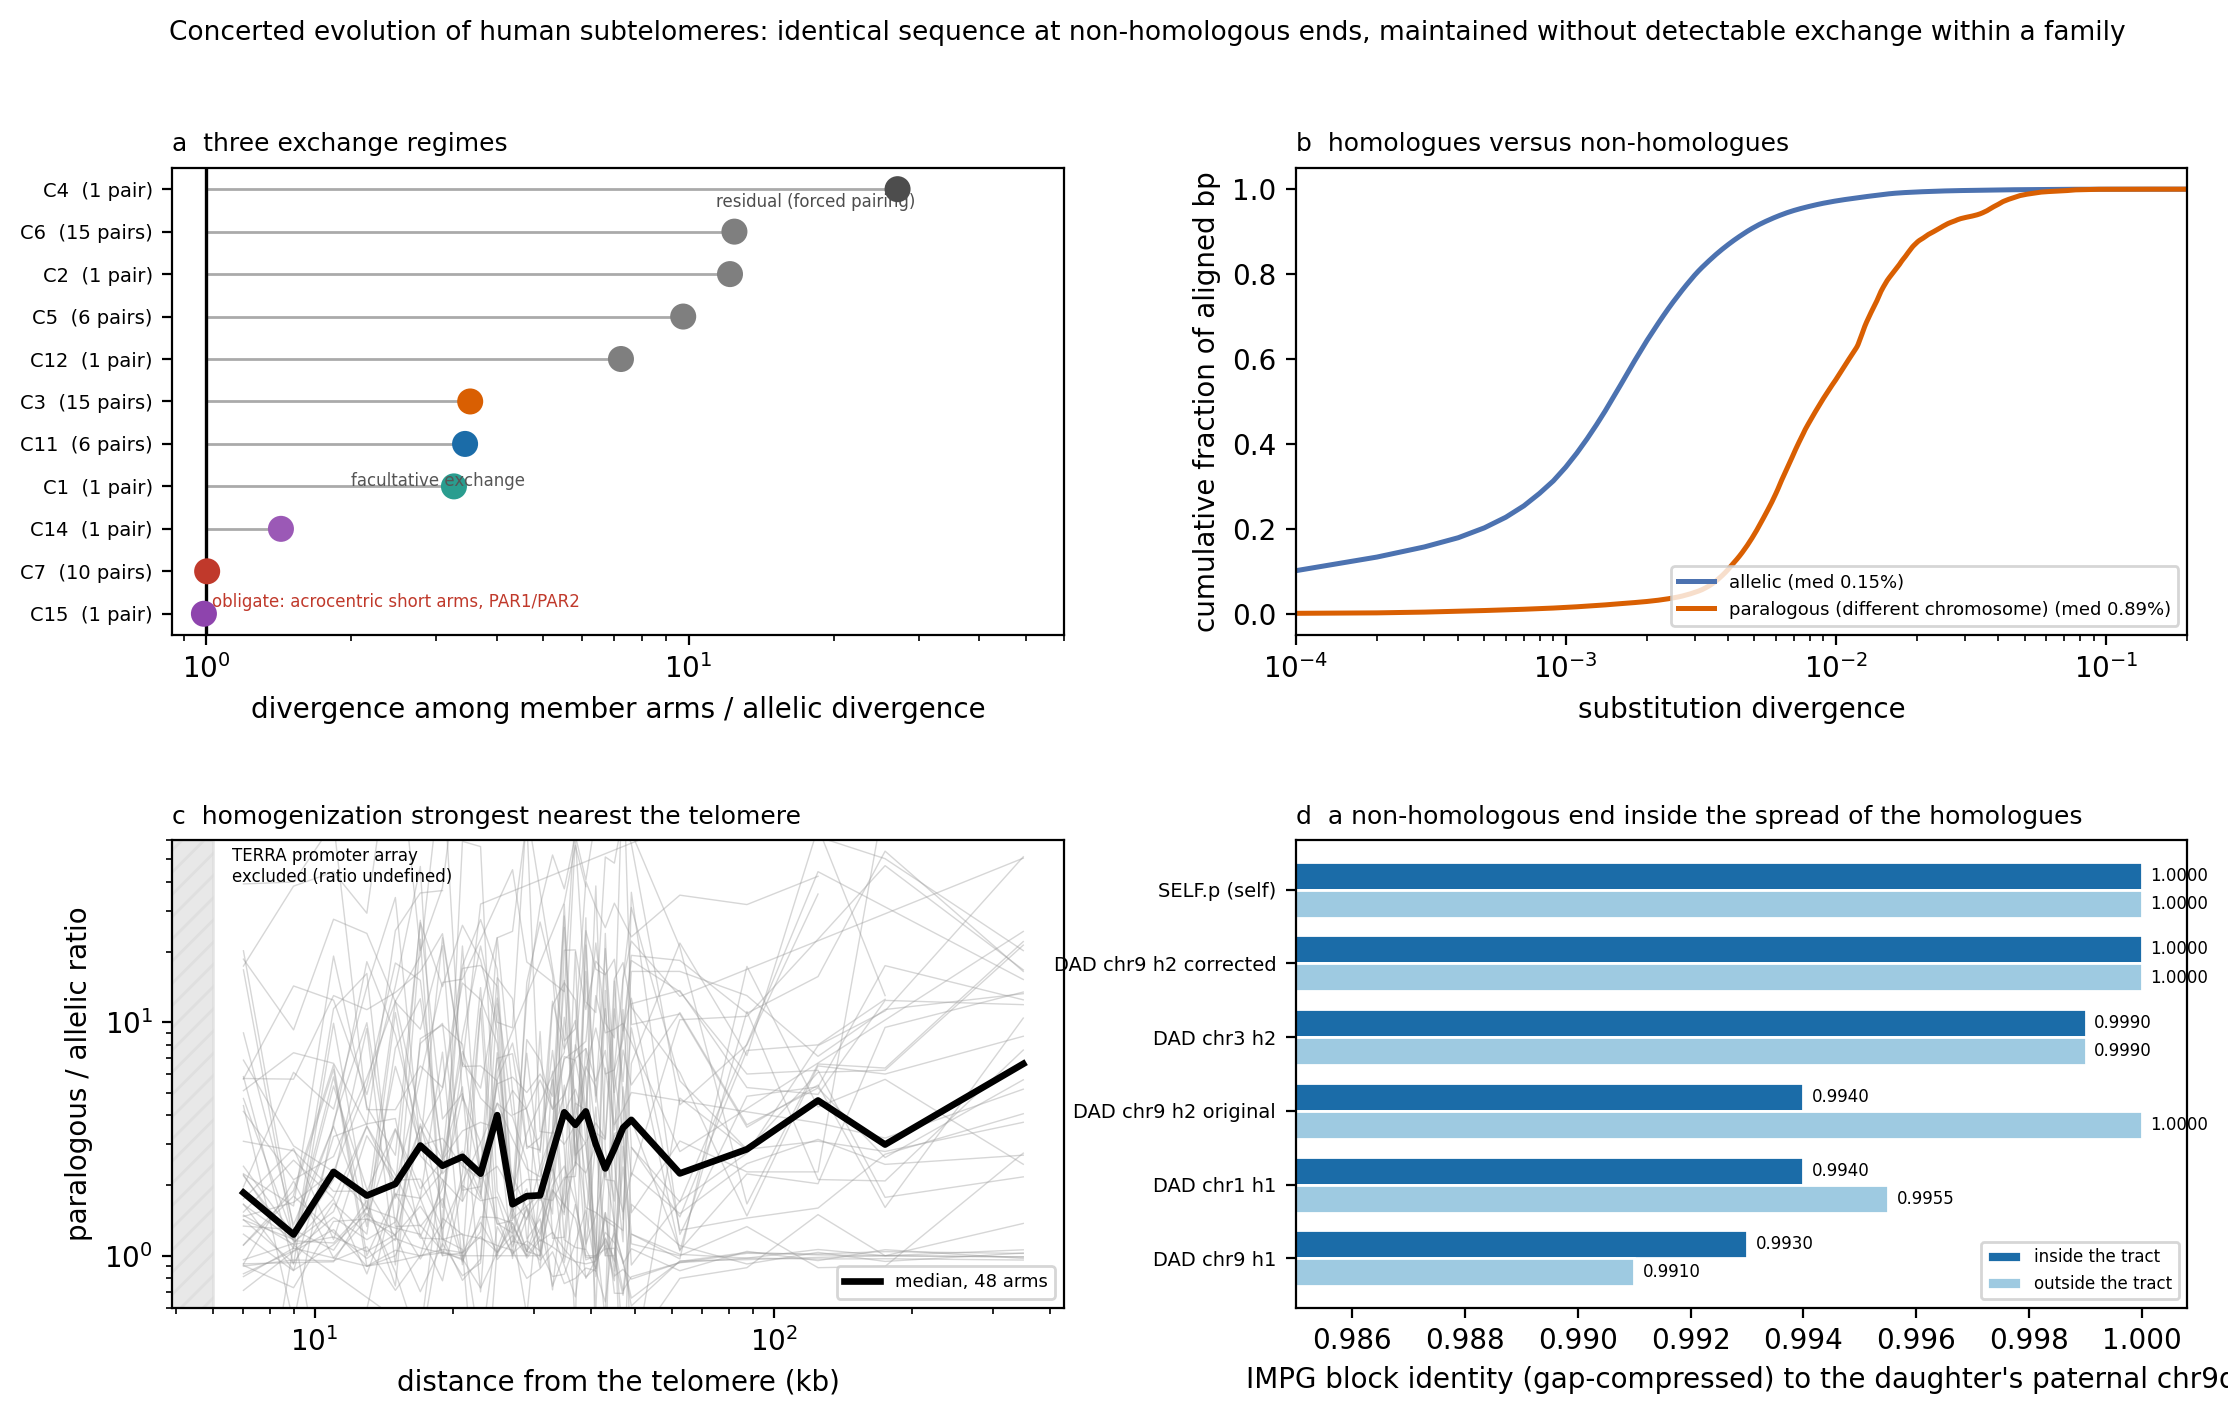 Concerted evolution of human subtelomeres: identical sequence at non-homologous ends, maintained without detectable exchange within a family
a three exchange regimes
C4 (1 pair)
C6 (15 pairs)
C2 (1 pair)
C5 (6 pairs)
C12 (1 pair)
C3 (15 pairs)
C11 (6 pairs)
C1 (1 pair)
C14 (1 pair)
C7 (10 pairs)
C15 (1 pair)
residual (forced pairing)
facultative exchange
obligate: acrocentric short arms, PAR1/PAR2
10⁰ 10¹
divergence among member arms / allelic divergence
b homologues versus non-homologues
cumulative fraction of aligned bp
1.0
0.8
0.6
0.4
0.2
0.0
allelic (med 0.15%)
paralogous (different chromosome) (med 0.89%)
10⁻⁴ 10⁻³ 10⁻² 10⁻¹
substitution divergence
c homogenization strongest nearest the telomere
paralogous / allelic ratio
10¹
10⁰
TERRA promoter array
excluded (ratio undefined)
median, 48 arms
10¹ 10²
distance from the telomere (kb)
d a non-homologous end inside the spread of the homologues
SELF.p (self)
1.0000
1.0000
DAD chr9 h2 corrected
1.0000
1.0000
DAD chr3 h2
0.9990
0.9990
DAD chr9 h2 original
0.9940
1.0000
DAD chr1 h1
0.9940
0.9955
DAD chr9 h1
0.9930
0.9910
inside the tract
outside the tract
0.986 0.988 0.990 0.992 0.994 0.996 0.998 1.000
IMPG block identity (gap-compressed) to the daughter's paternal